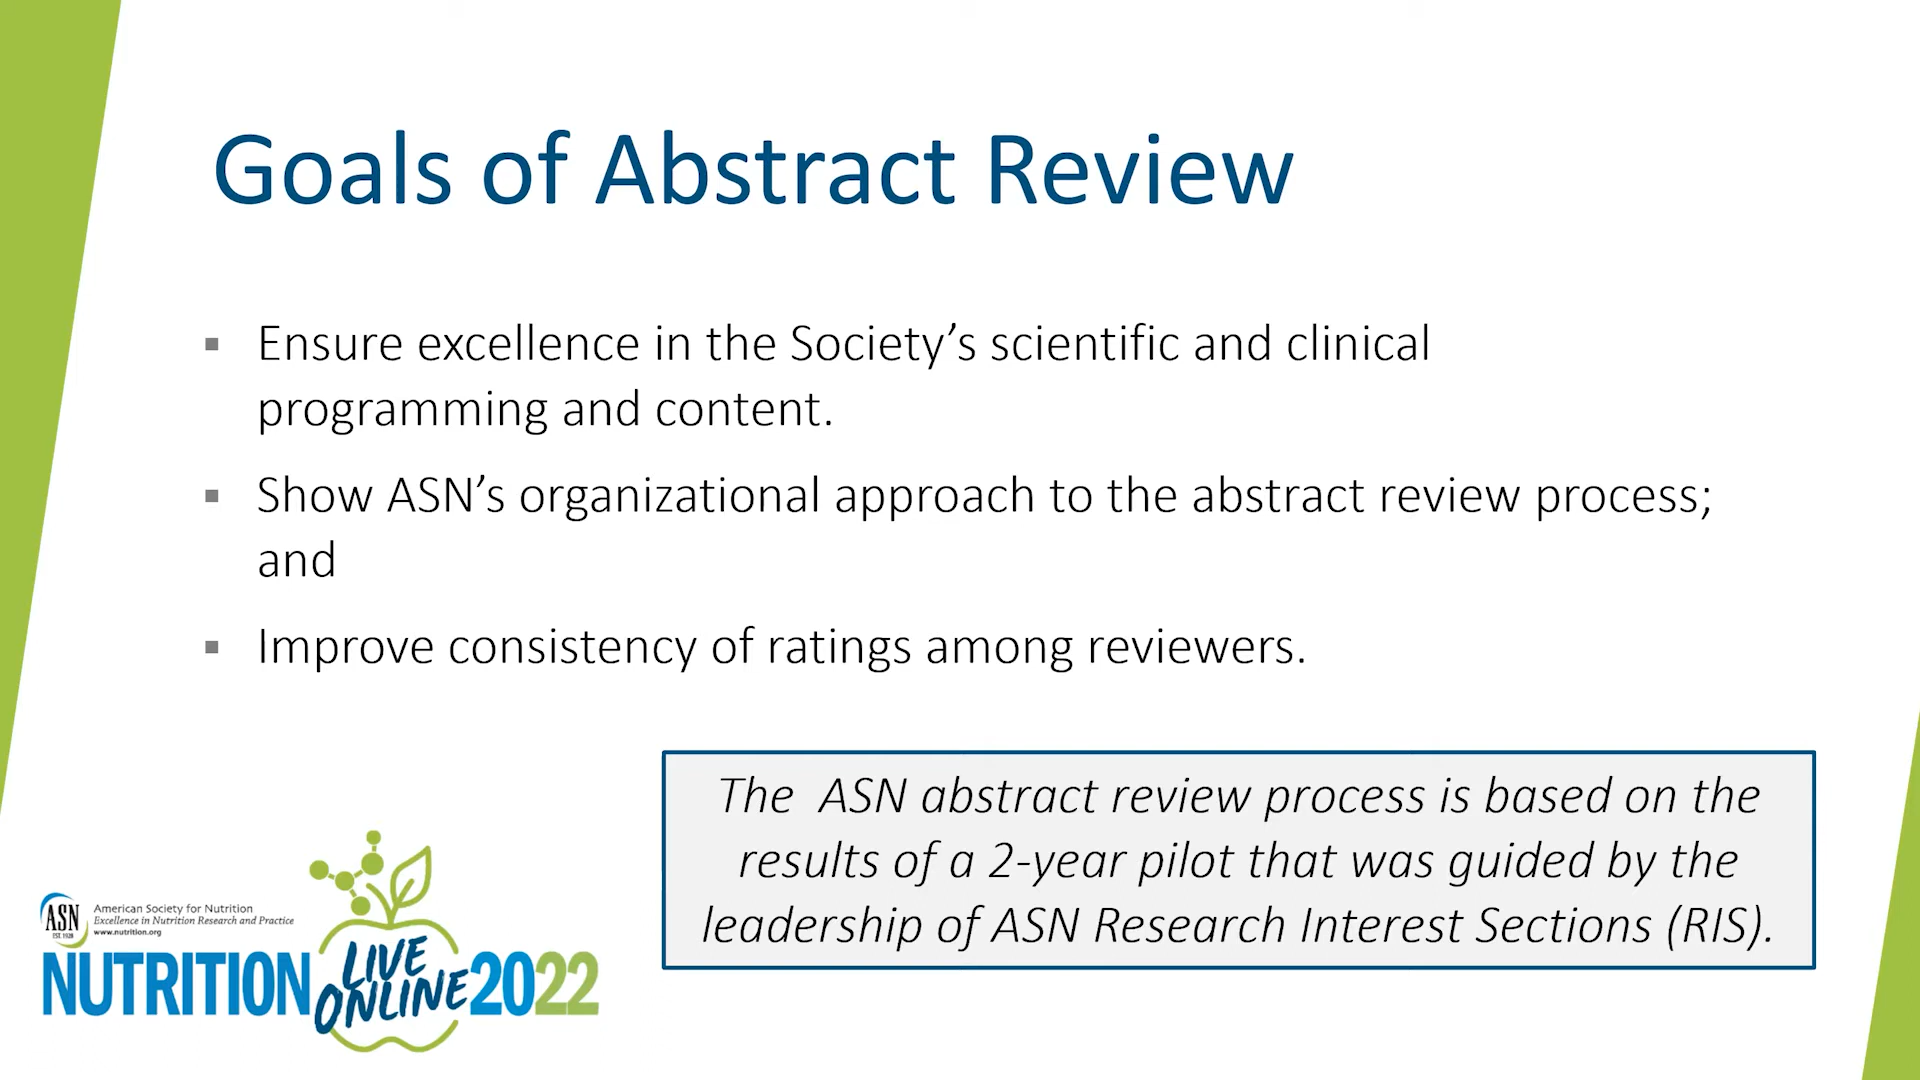 Goals of Abstract Review
▪ Ensure excellence in the Society’s scientific and clinical
programming and content.
▪ Show ASN’s organizational approach to the abstract review process;
and
▪ Improve consistency of ratings among reviewers.
The ASN abstract review process is based on the
results of a 2-year pilot that was guided by the
leadership of ASN Research Interest Sections (RIS).
ASN
EST. 1928
American Society for Nutrition
Excellence in Nutrition Research and Practice
www.nutrition.org
NUTRITION LIVE ONLINE 2022